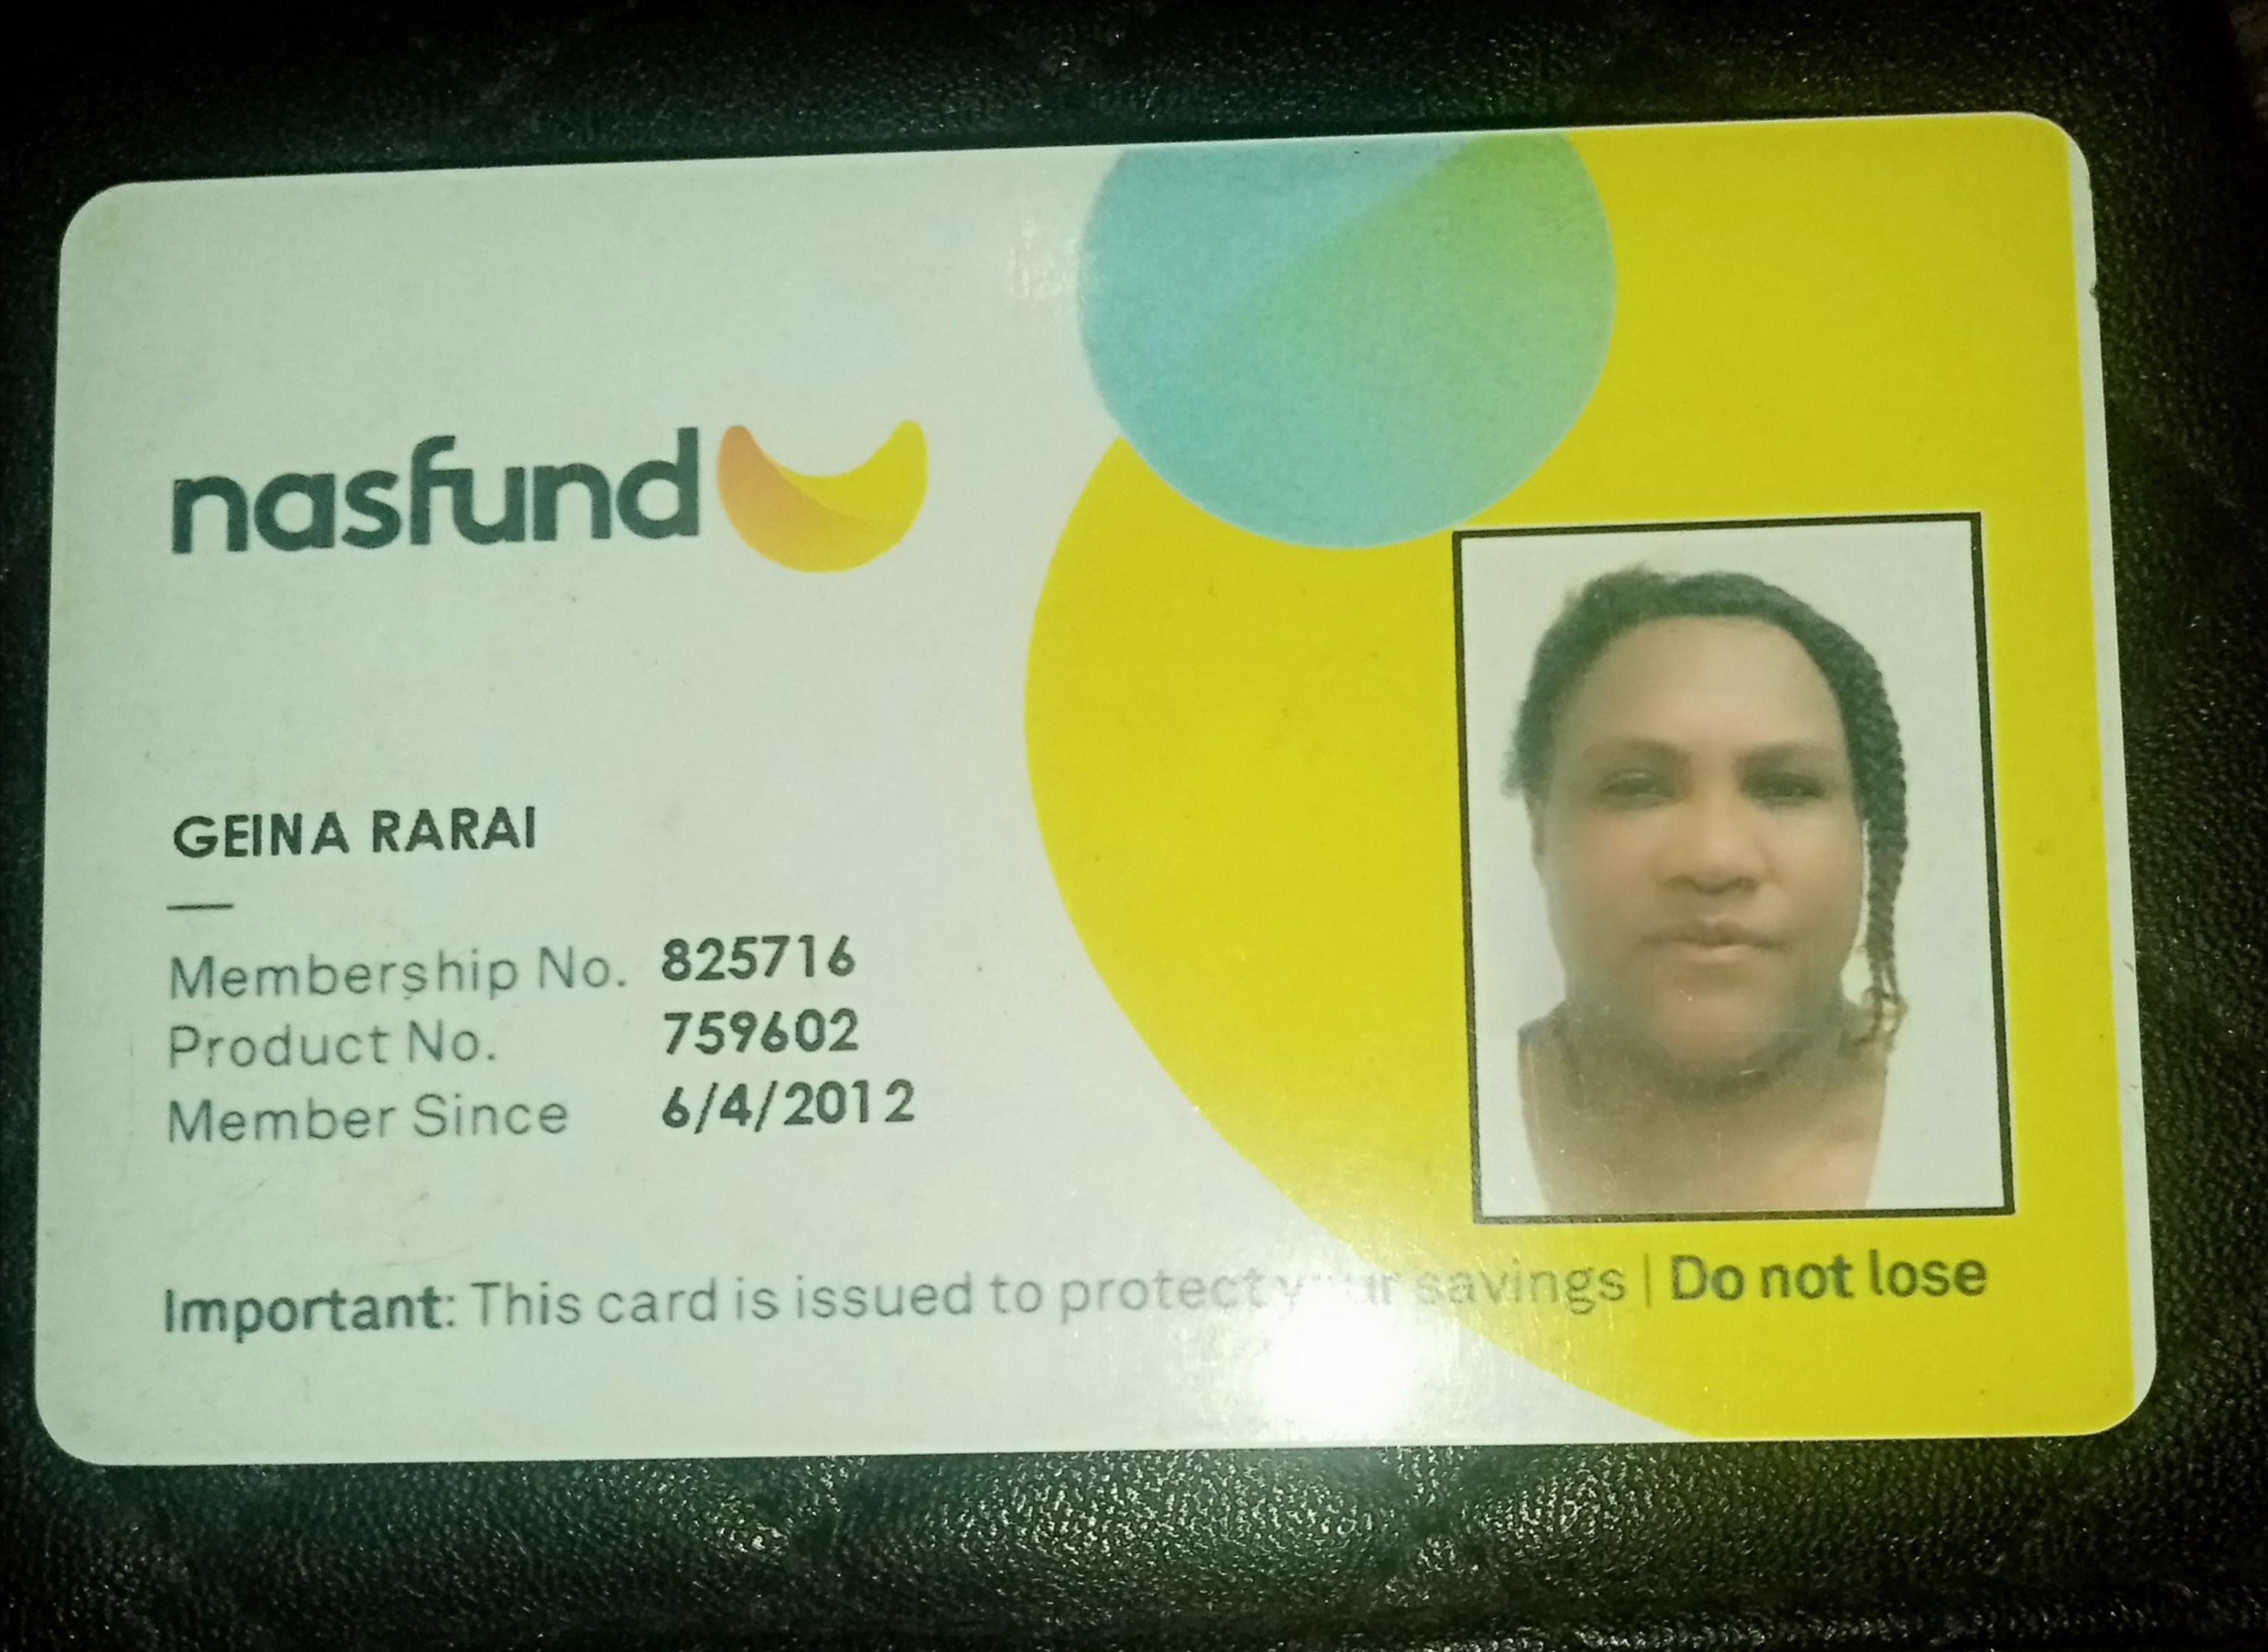 nasfund
GEINA RARAI
Membership No. 825716
Product No. 759602
Member Since 6/4/2012
Important: This card is issued to protect your savings | Do not lose